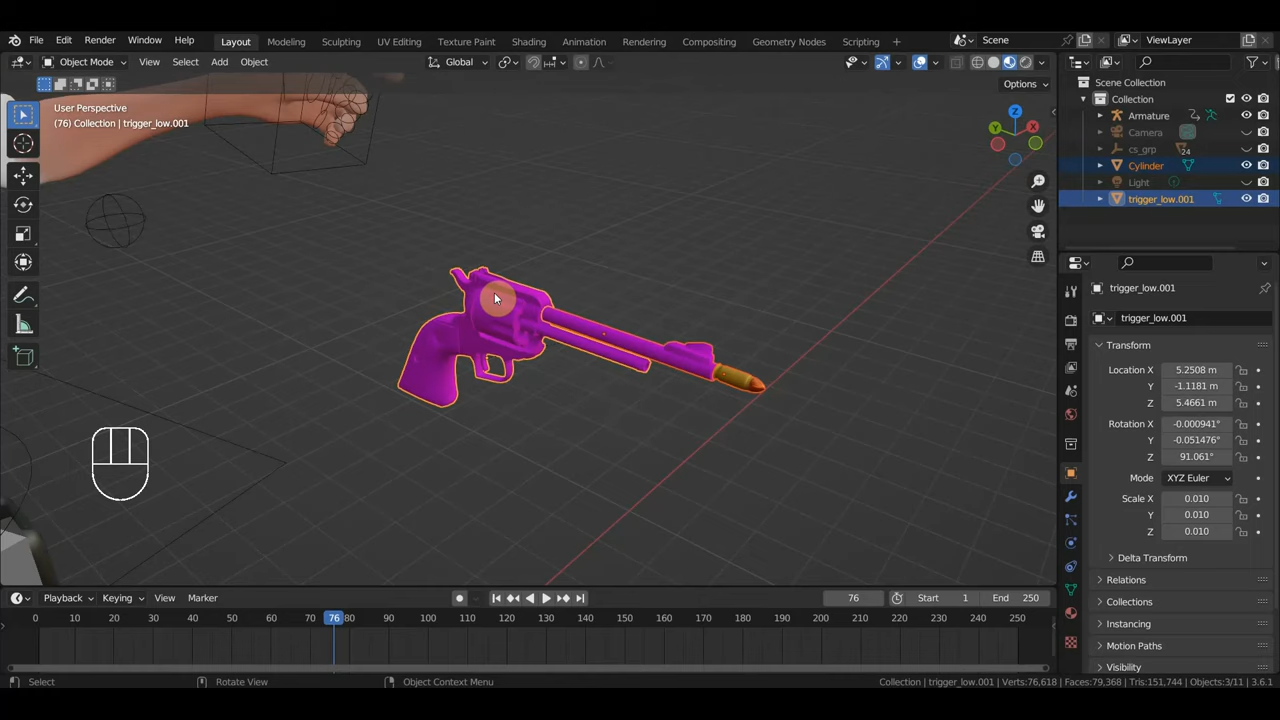 File Edit Render Window Help
Layout Modeling Sculpting UV Editing Texture Paint Shading Animation Rendering Compositing Geometry Nodes Scripting +
Scene
ViewLayer
Object Mode View Select Add Object
Global
Options
User Perspective
(76) Collection | trigger_low.001
Z
Y
X
Scene Collection
Collection
Armature
Camera
cs_grp
24
Cylinder
Light
trigger_low.001
trigger_low.001
trigger_low.001
Transform
Location X 5.2508 m
Y -1.1181 m
Z 5.4661 m
Rotation X -0.000941°
Y -0.051476°
Z 91.061°
Mode XYZ Euler
Scale X 0.010
Y 0.010
Z 0.010
Delta Transform
Relations
Collections
Instancing
Motion Paths
Visibility
Playback Keying View Marker
76 Start 1 End 250
0 10 20 30 40 50 60 70 76 80 90 100 110 120 130 140 150 160 170 180 190 200 210 220 230 240 250
Select Rotate View Object Context Menu
Collection | trigger_low.001 | Verts:76,618 | Faces:79,368 | Tris:151,744 | Objects:3/11 | 3.6.1